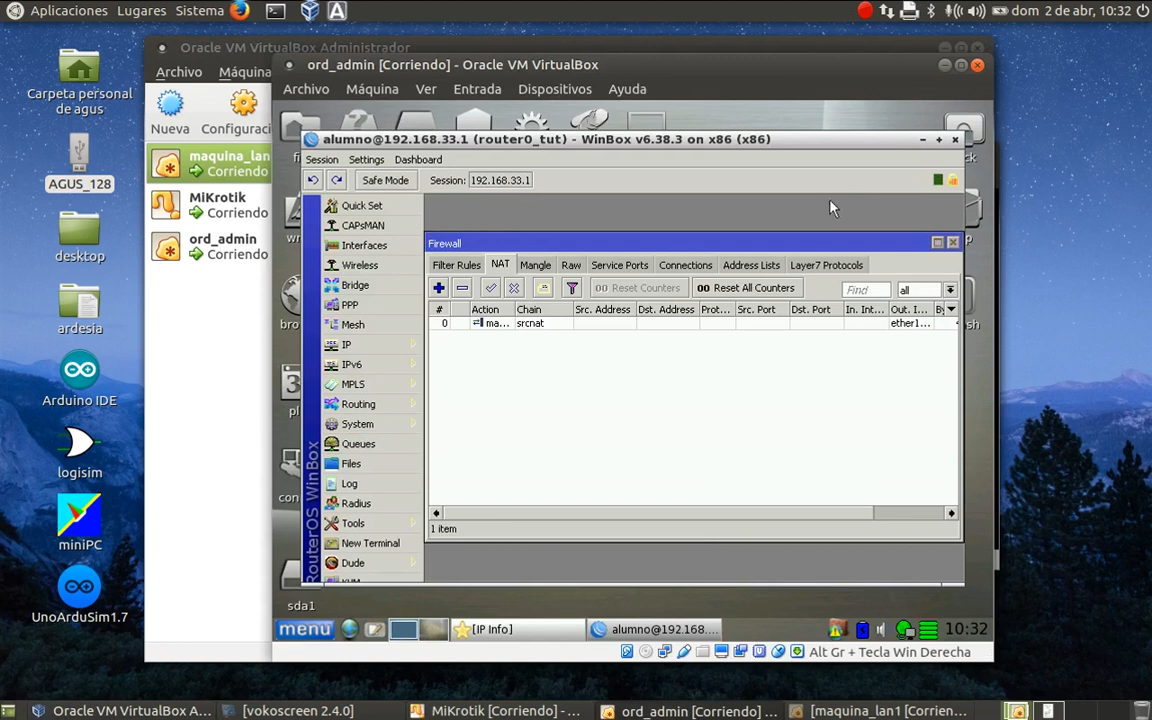 Aplicaciones Lugares Sistema
dom 2 de abr, 10:32
Carpeta personal
de agus
AGUS_128
desktop
ardesia
Arduino IDE
logisim
miniPC
UnoArduSim1.7
Oracle VM VirtualBox Administrador
Archivo Máquina
Nueva Configuraci
maquina_lan
Corriendo
MiKrotik
Corriendo
ord_admin
Corriendo
ord_admin [Corriendo] - Oracle VM VirtualBox
Archivo Máquina Ver Entrada Dispositivos Ayuda
alumno@192.168.33.1 (router0_tut) - WinBox v6.38.3 on x86 (x86)
Session Settings Dashboard
Safe Mode Session: 192.168.33.1
Quick Set
CAPsMAN
Interfaces
Wireless
Bridge
PPP
Mesh
IP
IPv6
MPLS
Routing
System
Queues
Files
Log
Radius
Tools
New Terminal
Dude
RouterOS WinBox
Firewall
Filter Rules NAT Mangle Raw Service Ports Connections Address Lists Layer7 Protocols
00 Reset Counters 00 Reset All Counters Find all
# Action Chain Src. Address Dst. Address Prot... Src. Port Dst. Port In. Int... Out. I... By
0 ma... srcnat ether1...
1 item
sda1
menu [IP Info] alumno@192.168.... 10:32
Alt Gr + Tecla Win Derecha
Oracle VM VirtualBox A... [vokoscreen 2.4.0] MiKrotik [Corriendo] - ... ord_admin [Corriendo] ... [maquina_lan1 [Corrien...